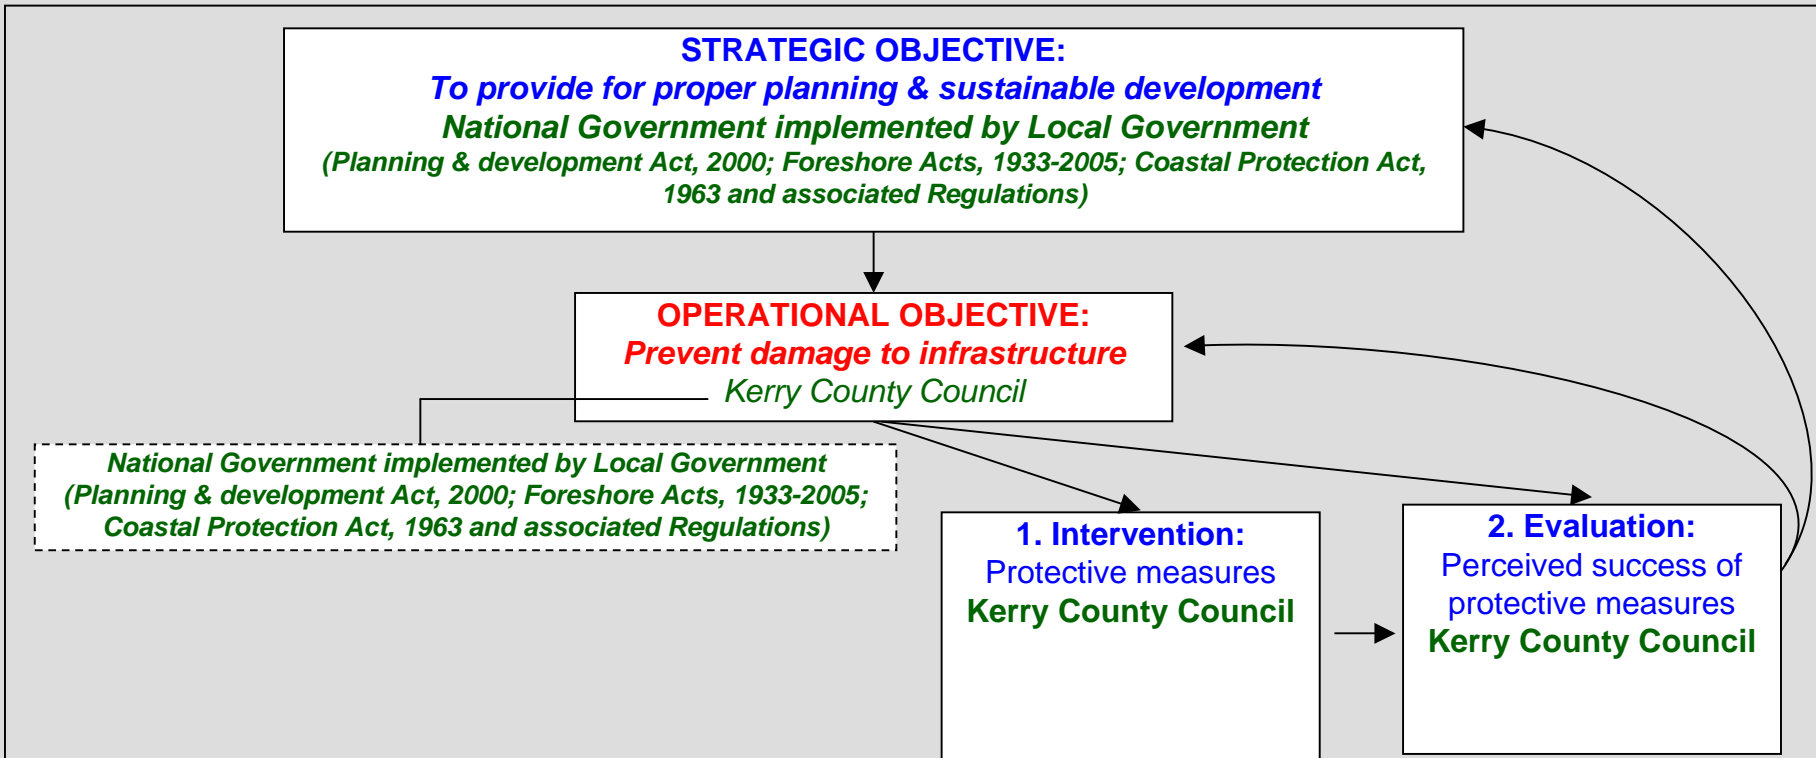 STRATEGIC OBJECTIVE:
To provide for proper planning & sustainable development
National Government implemented by Local Government
(Planning & development Act, 2000; Foreshore Acts, 1933-2005; Coastal Protection Act,
1963 and associated Regulations)
OPERATIONAL OBJECTIVE:
Prevent damage to infrastructure
Kerry County Council
National Government implemented by Local Government
(Planning & development Act, 2000; Foreshore Acts, 1933-2005;
Coastal Protection Act, 1963 and associated Regulations)
1. Intervention:
Protective measures
Kerry County Council
2. Evaluation:
Perceived success of
protective measures
Kerry County Council